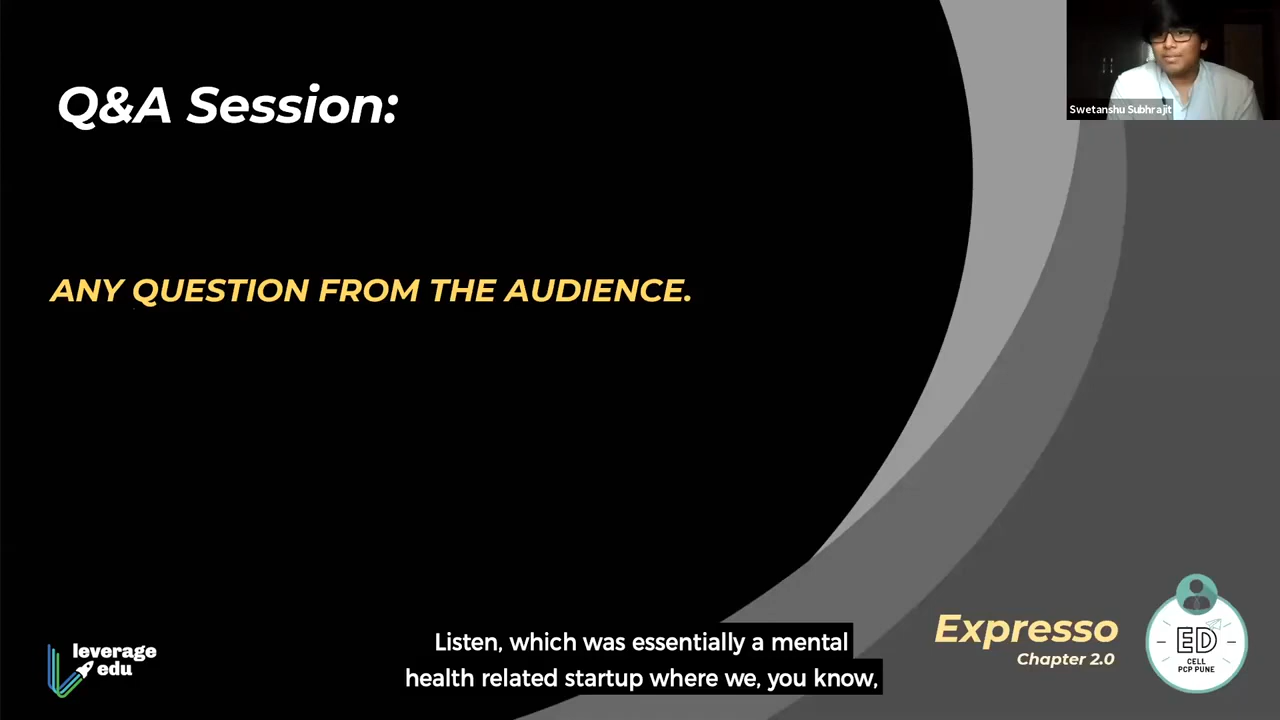 Q&A Session:
Swetanshu Subhrajit
ANY QUESTION FROM THE AUDIENCE.
Listen, which was essentially a mental
health related startup where we, you know,
leverage
edu
Expresso
Chapter 2.0
ED
CELL
PCP PUNE